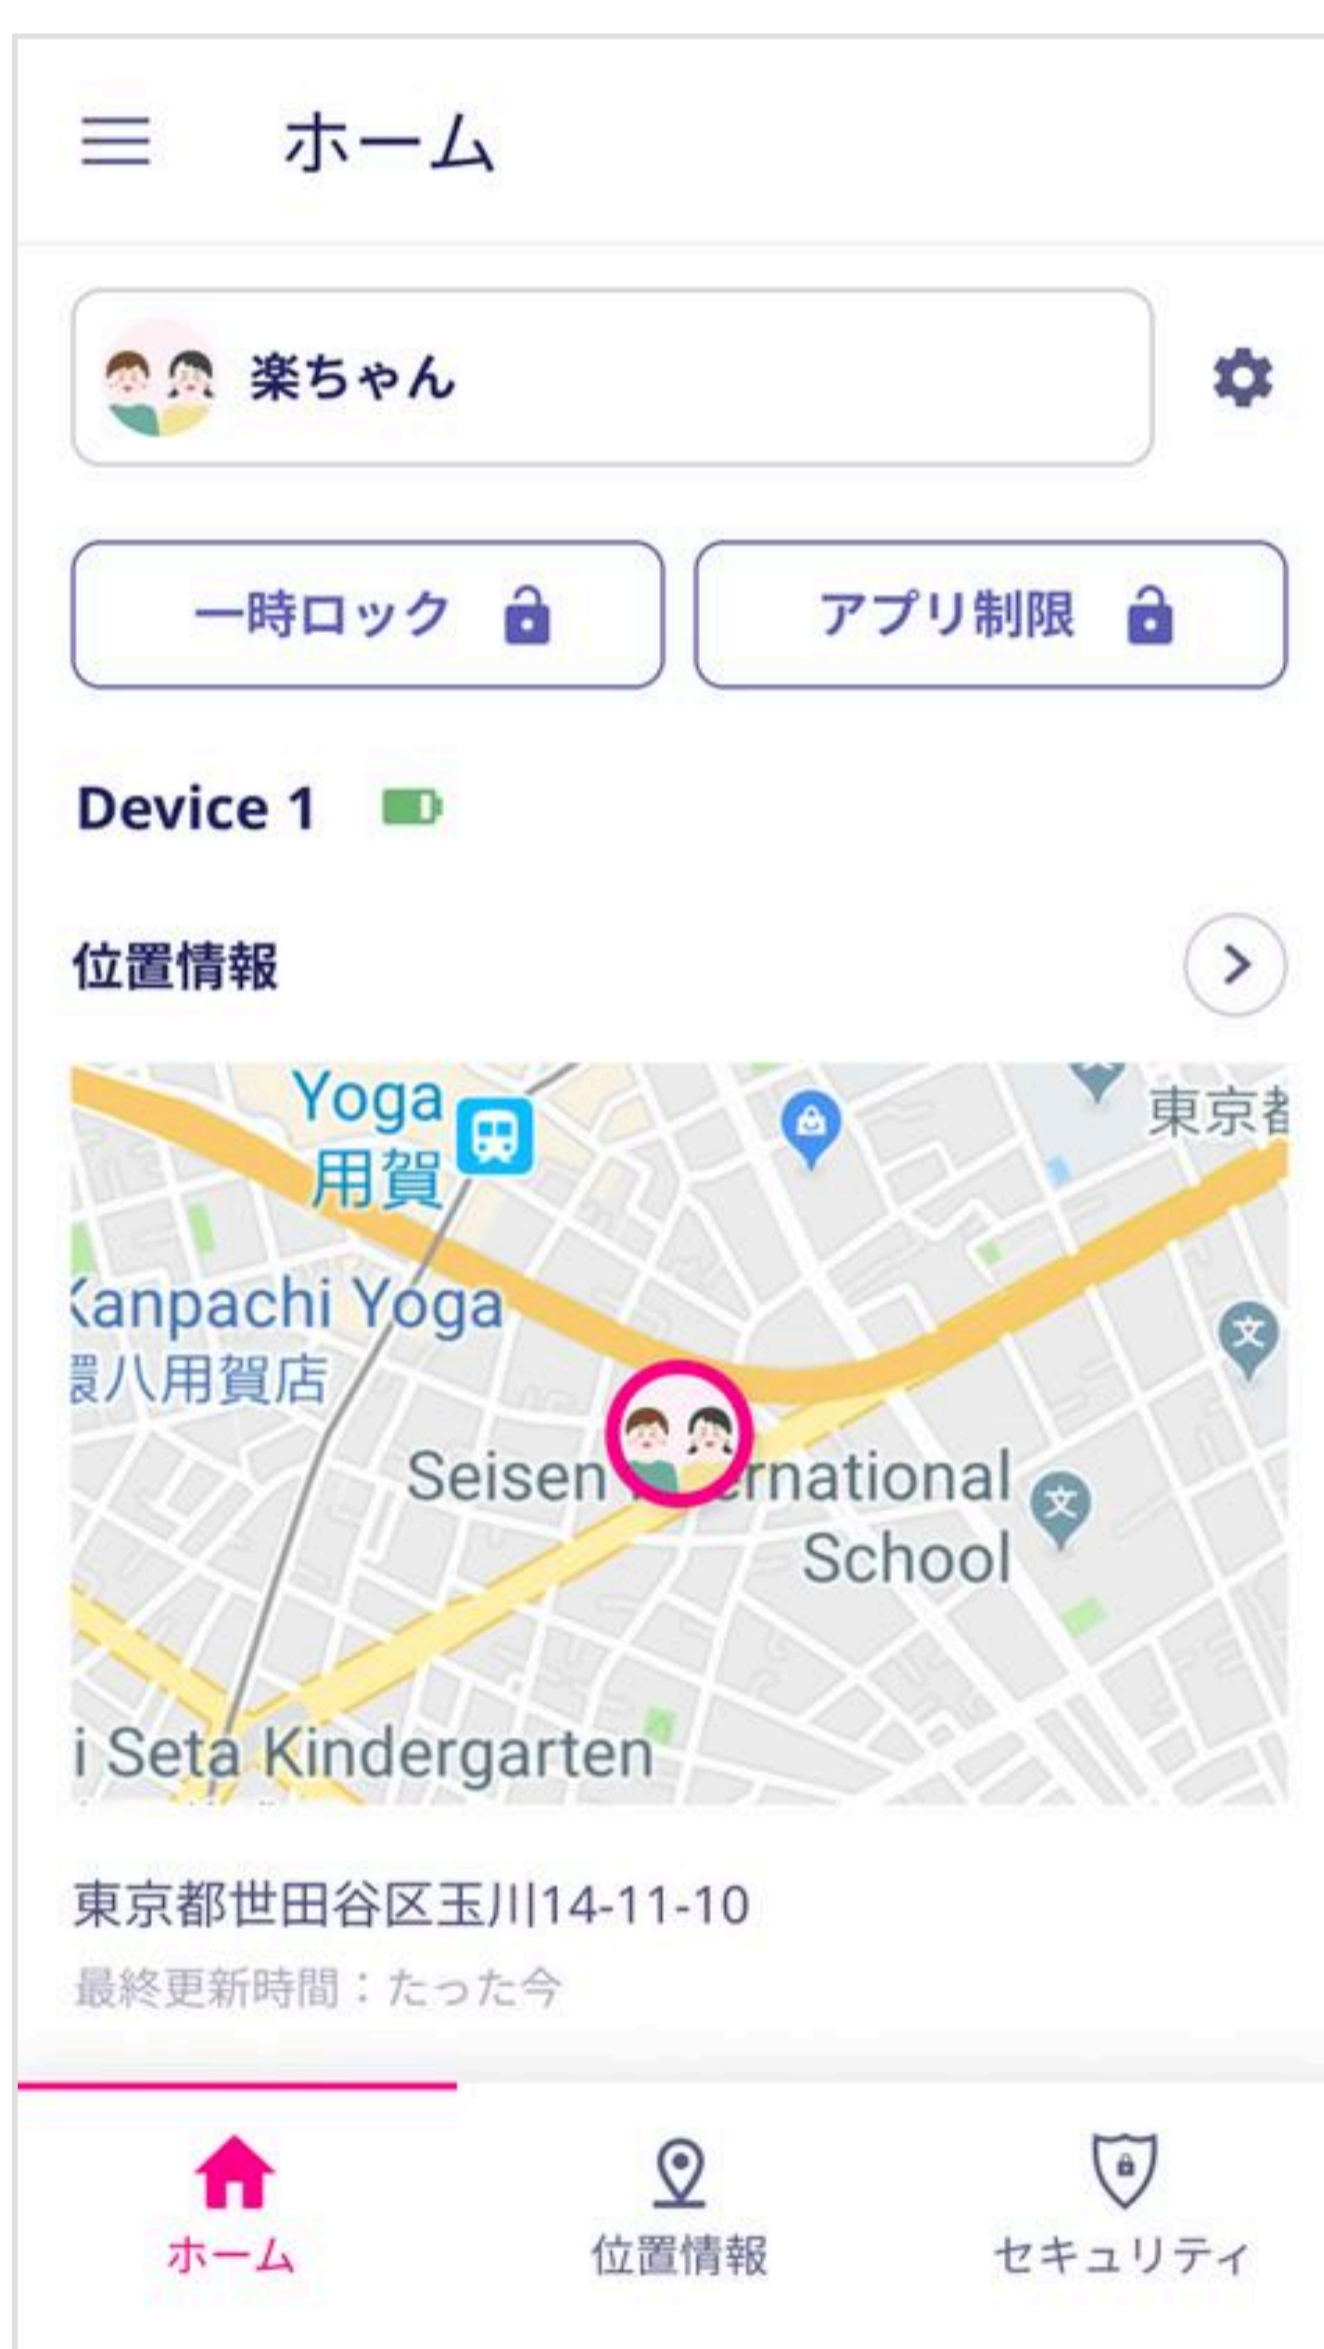 ホーム
楽ちゃん
一時ロック
アプリ制限
Device 1
位置情報
Yoga
用賀
東京都
Kanpachi Yoga
環八用賀店
文
Seisen rnational
文
School
i Seta Kindergarten
東京都世田谷区玉川14-11-10
最終更新時間：たった今
ホーム
位置情報
セキュリティ